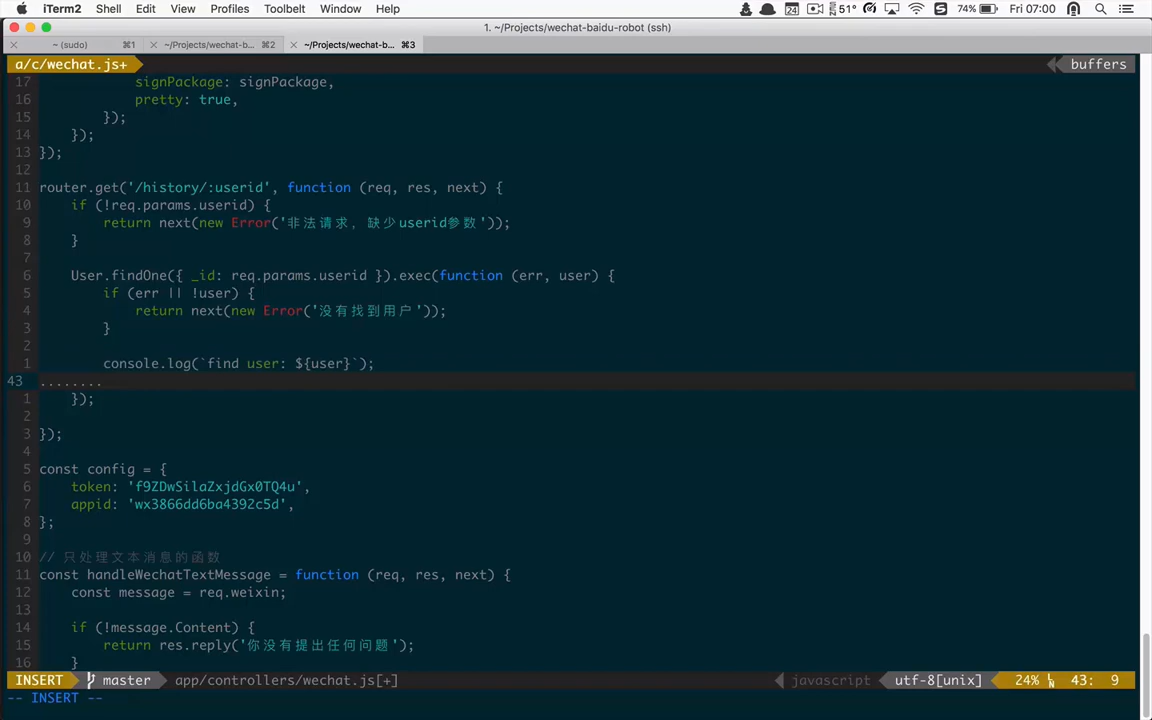 iTerm2 Shell Edit View Profiles Toolbelt Window Help 24 51° 74% Fri 07:00
1. ~/Projects/wechat-baidu-robot (ssh)
~ (sudo) ⌘1 × ~/Projects/wechat-b... ⌘2 × ~/Projects/wechat-b... ⌘3
a/c/wechat.js+ buffers
17 signPackage: signPackage,
16 pretty: true,
15 });
14 });
13 });
12
11 router.get('/history/:userid', function (req, res, next) {
10 if (!req.params.userid) {
9 return next(new Error('非法请求, 缺少userid参数'));
8 }
7
6 User.findOne({ _id: req.params.userid }).exec(function (err, user) {
5 if (err || !user) {
4 return next(new Error('没有找到用户'));
3 }
2
1 console.log(`find user: ${user}`);
43 ........
1 });
2
3 });
4
5 const config = {
6 token: 'f9ZDwSilaZxjdGx0TQ4u',
7 appid: 'wx3866dd6ba4392c5d',
8 };
9
10 // 只处理文本消息的函数
11 const handleWechatTextMessage = function (req, res, next) {
12 const message = req.weixin;
13
14 if (!message.Content) {
15 return res.reply('你没有提出任何问题');
16 }
INSERT master app/controllers/wechat.js[+] javascript utf-8[unix] 24% 43: 9
-- INSERT --